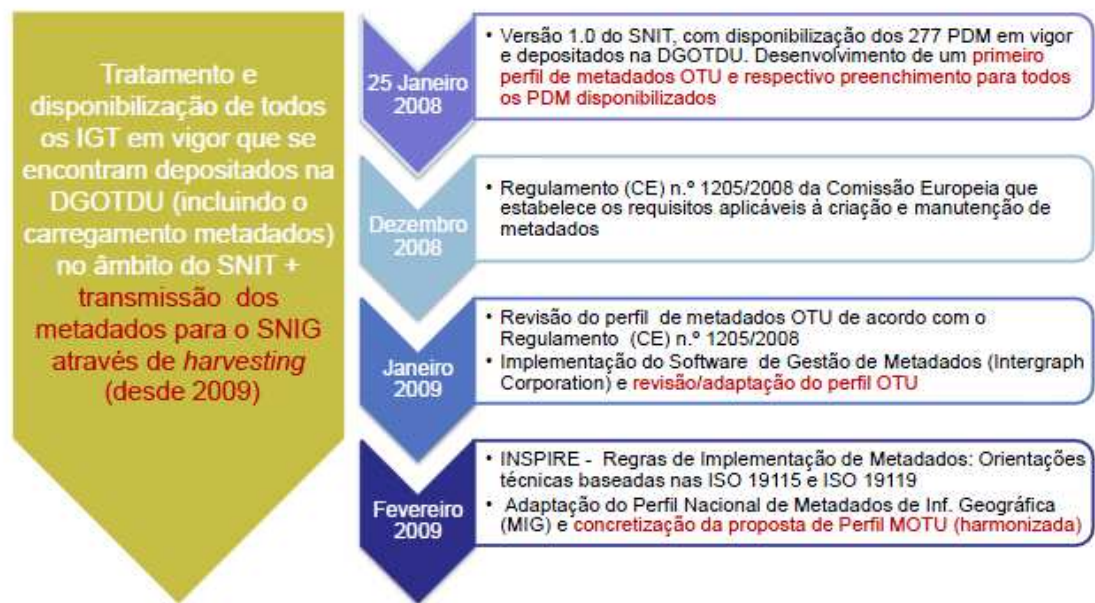 Tratamento e
disponibilização de todos
os IGT em vigor que se
encontram depositados na
DGOTDU (incluindo o
carregamento metadados)
no âmbito do SNIT +
transmissão dos
metadados para o SNIG
através de harvesting
(desde 2009)
25 Janeiro
2008
• Versão 1.0 do SNIT, com disponibilização dos 277 PDM em vigor
e depositados na DGOTDU. Desenvolvimento de um primeiro
perfil de metadados OTU e respectivo preenchimento para todos
os PDM disponibilizados
Dezembro
2008
• Regulamento (CE) n.º 1205/2008 da Comissão Europeia que
estabelece os requisitos aplicáveis à criação e manutenção de
metadados
Janeiro
2009
• Revisão do perfil de metadados OTU de acordo com o
Regulamento (CE) n.º 1205/2008
• Implementação do Software de Gestão de Metadados (Intergraph
Corporation) e revisão/adaptação do perfil OTU
Fevereiro
2009
• INSPIRE - Regras de Implementação de Metadados: Orientações
técnicas baseadas nas ISO 19115 e ISO 19119
• Adaptação do Perfil Nacional de Metadados de Inf. Geográfica
(MIG) e concretização da proposta de Perfil MOTU (harmonizada)